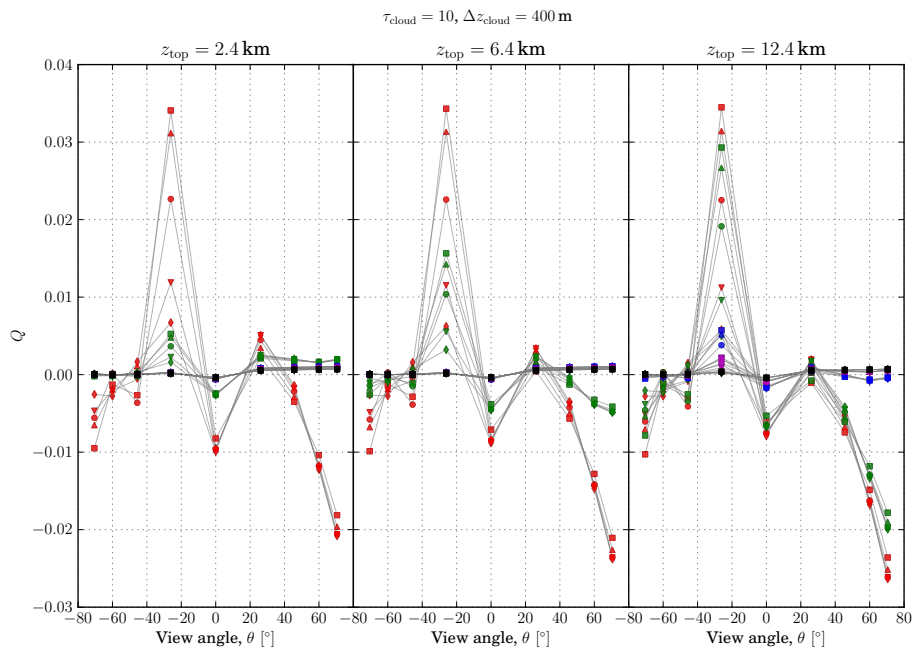 τcloud = 10, Δzcloud = 400 m
ztop = 2.4 km ztop = 6.4 km ztop = 12.4 km
0.04
0.03
0.02
0.01
0.00
−0.01
−0.02
−0.03
Q
−80 −60 −40 −20 0 20 40 60 −80 −60 −40 −20 0 20 40 60 −80 −60 −40 −20 0 20 40 60 80
View angle, θ [°] View angle, θ [°] View angle, θ [°]